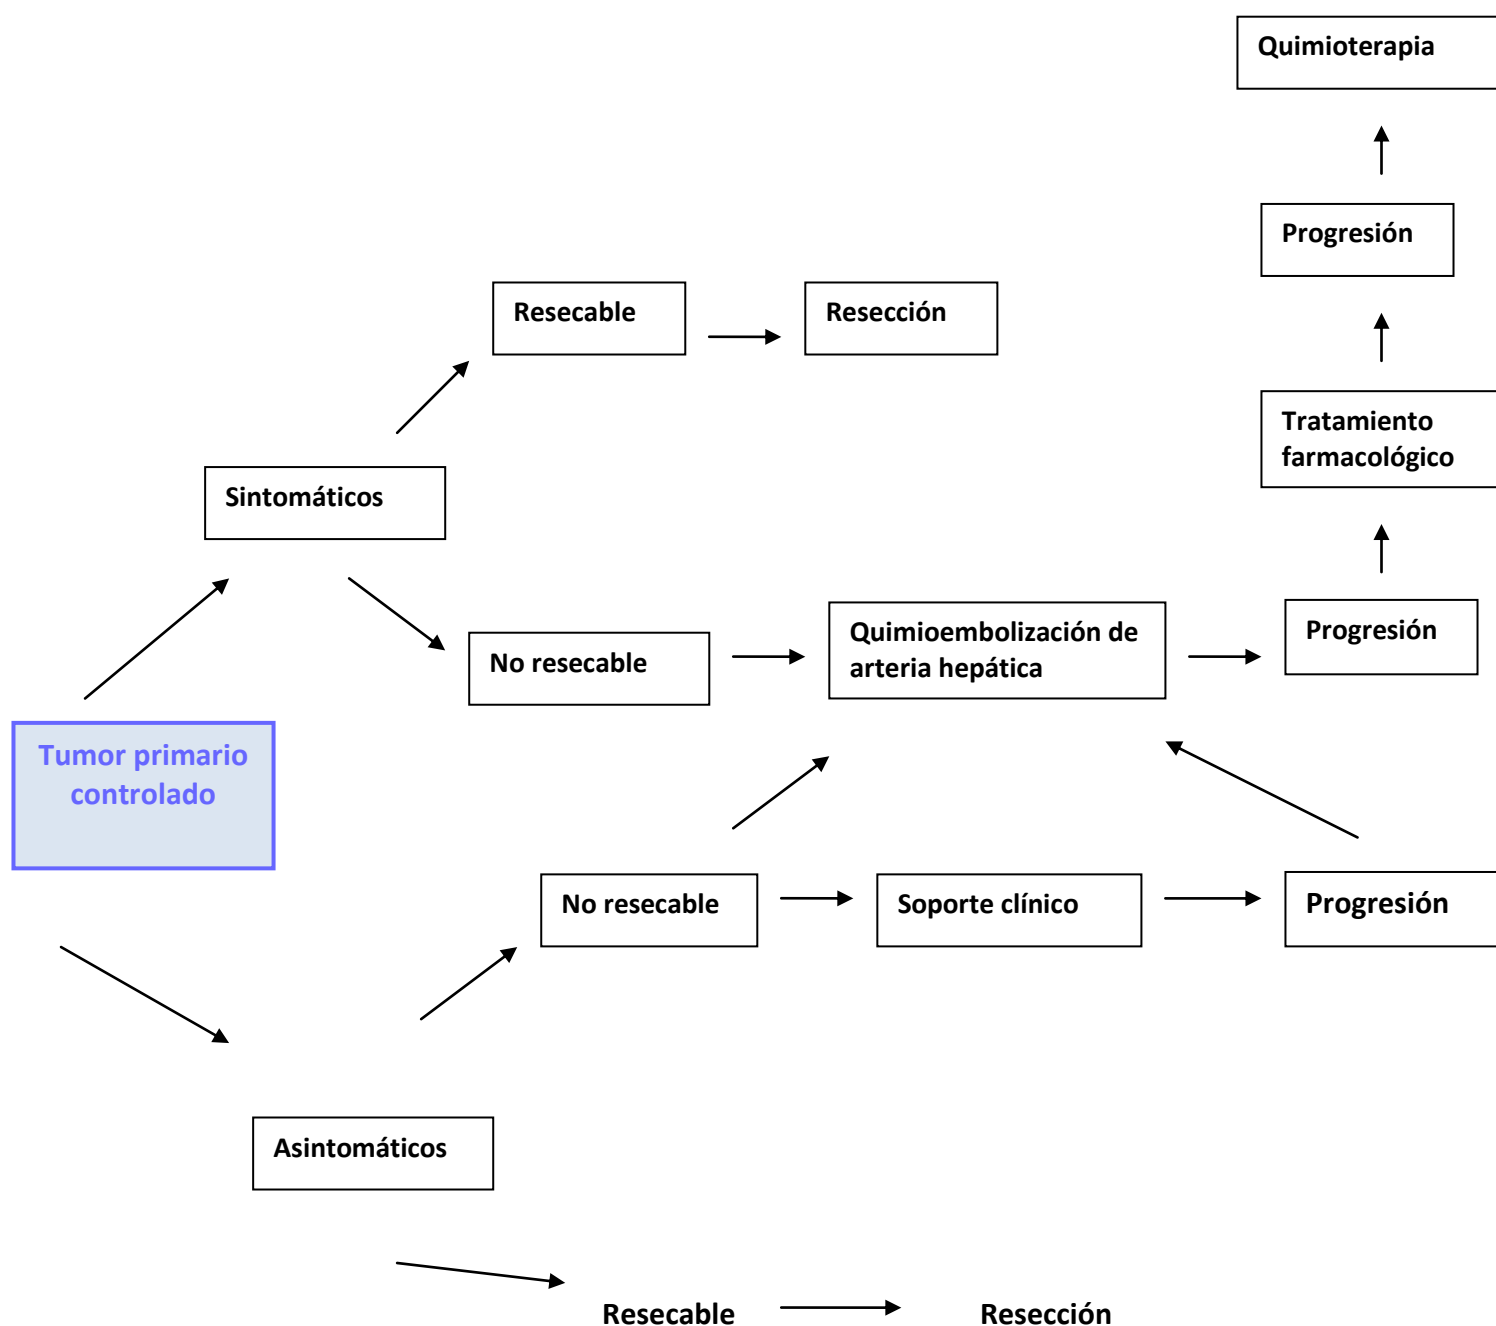 Quimioterapia
Progresión
Resecable
Resección
Tratamiento
farmacológico
Sintomáticos
Quimioembolización de
arteria hepática
Progresión
No resecable
Tumor primario
controlado
No resecable
Soporte clínico
Progresión
Asintomáticos
Resecable
Resección